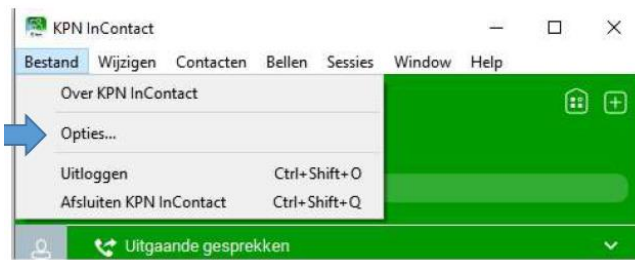 KPN InContact
Bestand Wijzigen Contacten Bellen Sessies Window Help
Over KPN InContact
Opties...
Uitloggen Ctrl+Shift+O
Afsluiten KPN InContact Ctrl+Shift+Q
Uitgaande gesprekken